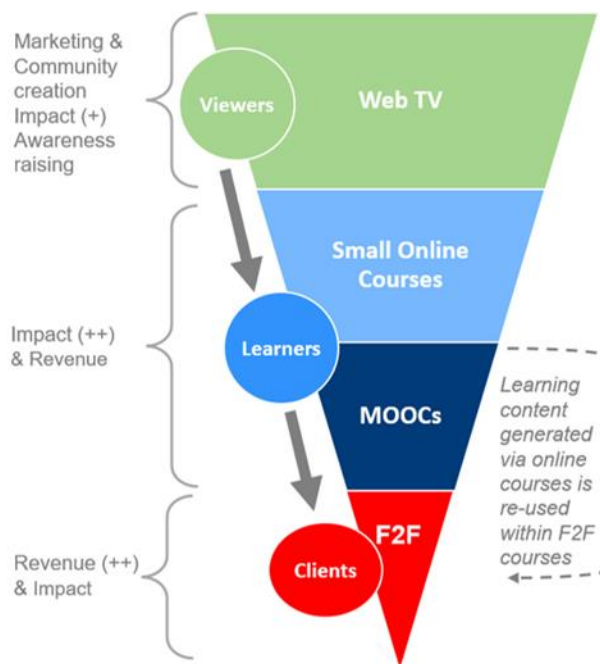 Marketing &
Community
creation
Impact (+)
Awareness
raising
Viewers
Web TV
Small Online
Courses
Impact (++)
& Revenue
Learners
MOOCs
Learning
content
generated
via online
courses is
re-used
within F2F
courses
F2F
Revenue (++)
& Impact
Clients